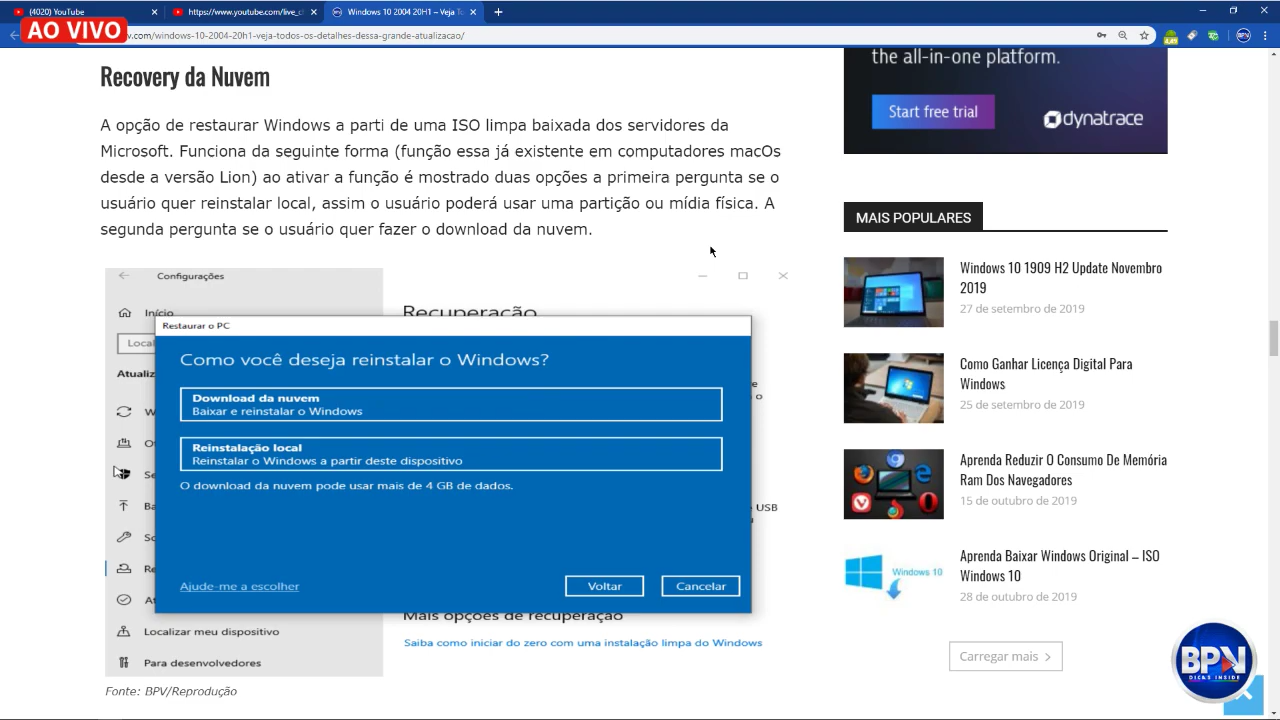 (4020) YouTube
https://www.youtube.com/live_c
Windows 10 2004 20H1 – Veja T
AO VIVO
.com/windows-10-2004-20h1-veja-todos-os-detalhes-dessa-grande-atualizacao/
Recovery da Nuvem
A opção de restaurar Windows a parti de uma ISO limpa baixada dos servidores da
Microsoft. Funciona da seguinte forma (função essa já existente em computadores macOs
desde a versão Lion) ao ativar a função é mostrado duas opções a primeira pergunta se o
usuário quer reinstalar local, assim o usuário poderá usar uma partição ou mídia física. A
segunda pergunta se o usuário quer fazer o download da nuvem.
Configurações
Início
Recuperação
Restaurar o PC
Local
Como você deseja reinstalar o Windows?
Atualiz
Download da nuvem
Baixar e reinstalar o Windows
Reinstalação local
Reinstalar o Windows a partir deste dispositivo
O download da nuvem pode usar mais de 4 GB de dados.
USB
Ajude-me a escolher
Voltar
Cancelar
Mais opções de recuperação
Localizar meu dispositivo
Saiba como iniciar do zero com uma instalação limpa do Windows
Para desenvolvedores
Fonte: BPV/Reprodução
the all-in-one platform.
Start free trial
dynatrace
MAIS POPULARES
Windows 10 1909 H2 Update Novembro
2019
27 de setembro de 2019
Como Ganhar Licença Digital Para
Windows
25 de setembro de 2019
Aprenda Reduzir O Consumo De Memória
Ram Dos Navegadores
15 de outubro de 2019
Windows 10
Aprenda Baixar Windows Original – ISO
Windows 10
28 de outubro de 2019
Carregar mais
BPV
DICAS INSIDE